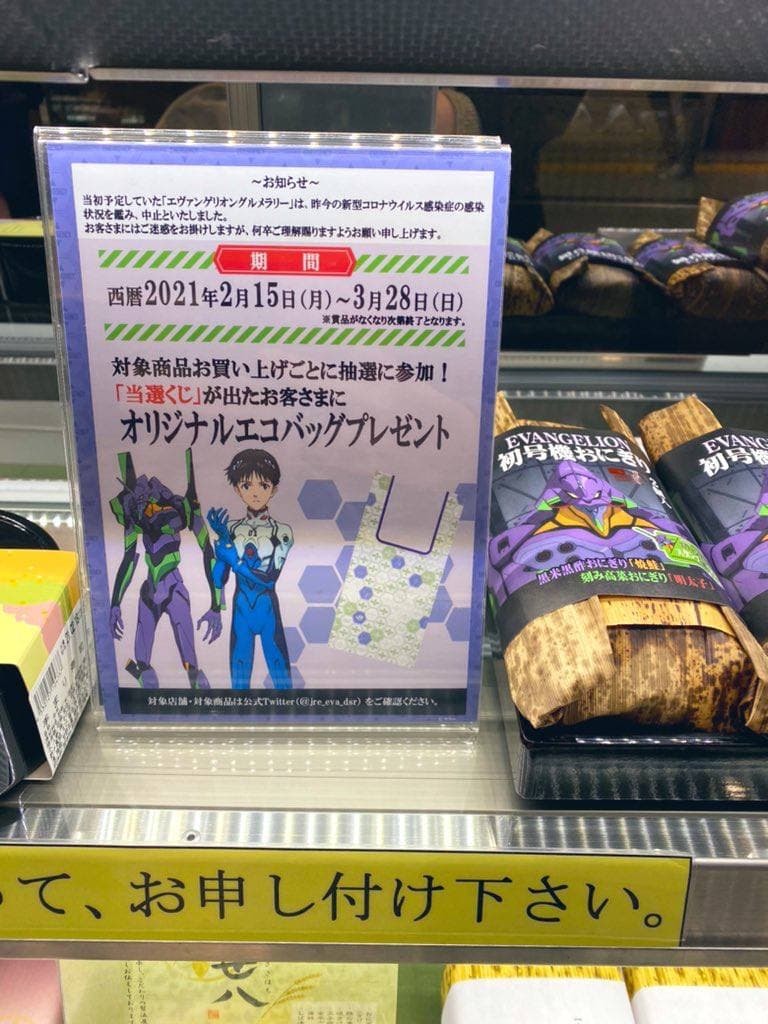 ~お知らせ~
当初予定していた「エヴァンゲリオングルメラリー」は、昨今の新型コロナウイルス感染症の感染
状況を鑑み、中止といたしました。
お客さまにはご迷惑をお掛けしますが、何卒ご理解賜りますようお願い申し上げます。
期間
西暦2021年2月15日(月)~3月28日(日)
※賞品がなくなり次第終了となります。
対象商品お買い上げごとに抽選に参加!
「当選くじ」が出たお客さまに
オリジナルエコバッグプレゼント
対象店舗・対象商品は公式Twitter(@jre_eva_dsr)をご確認ください。
EVANGELION
初号機おにぎり
黒米黒酢おにぎり「焼鮭」
刻み高菜おにぎり「明太子」
て、お申し付け下さい。